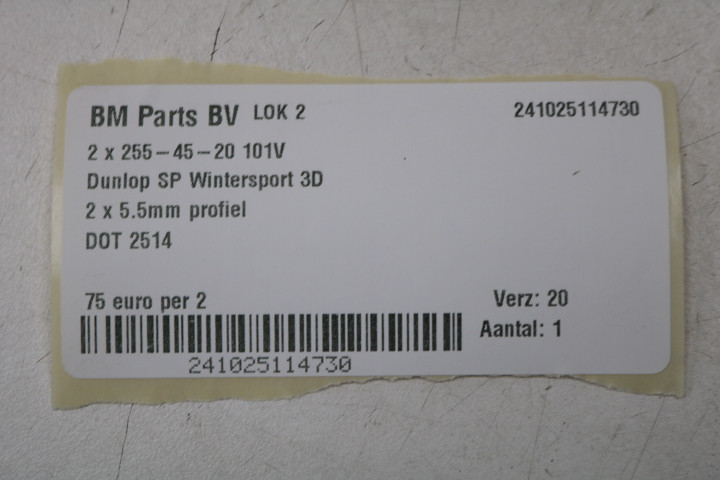 BM Parts BV LOK 2 241025114730
2 x 255-45-20 101V
Dunlop SP Wintersport 3D
2 x 5.5mm profiel
DOT 2514
75 euro per 2 Verz: 20
Aantal: 1
241025114730